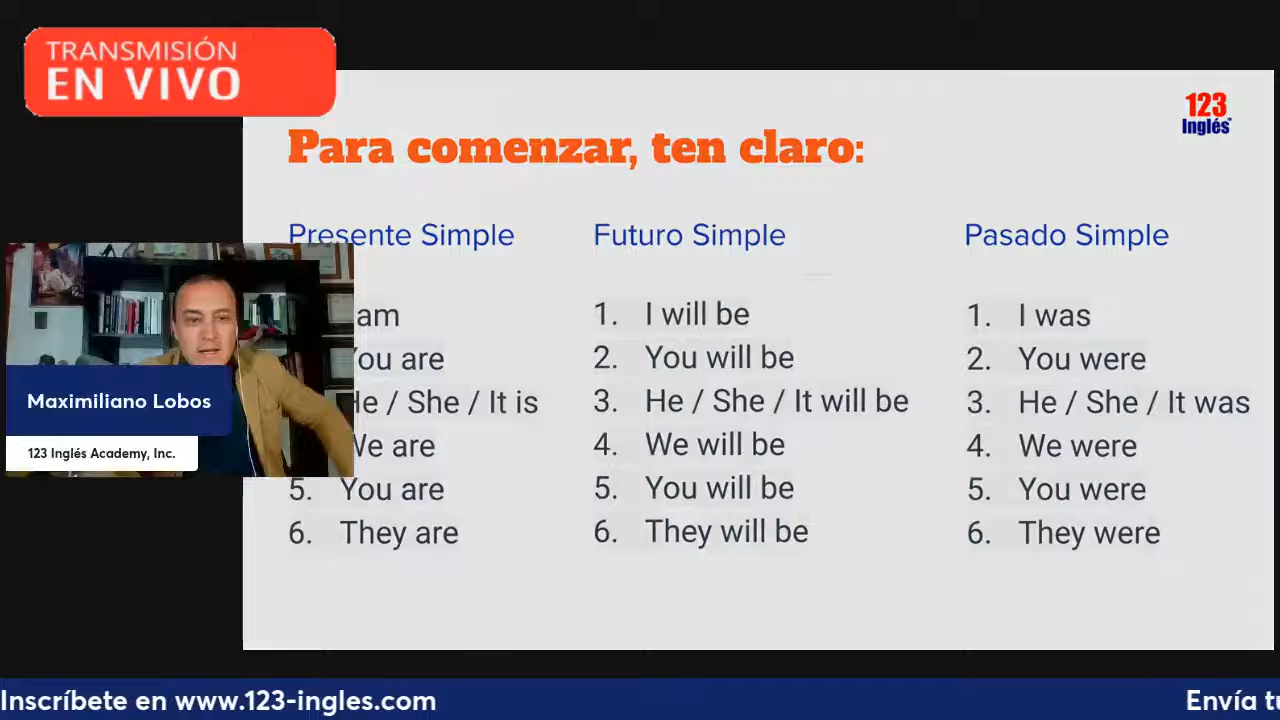 TRANSMISIÓN
EN VIVO
123
Inglés
Para comenzar, ten claro:
Presente Simple
am
You are
He / She / It is
We are
5. You are
6. They are
Futuro Simple
1. I will be
2. You will be
3. He / She / It will be
4. We will be
5. You will be
6. They will be
Pasado Simple
1. I was
2. You were
3. He / She / It was
4. We were
5. You were
6. They were
Maximiliano Lobos
123 Inglés Academy, Inc.
Inscríbete en www.123-ingles.com
Envía